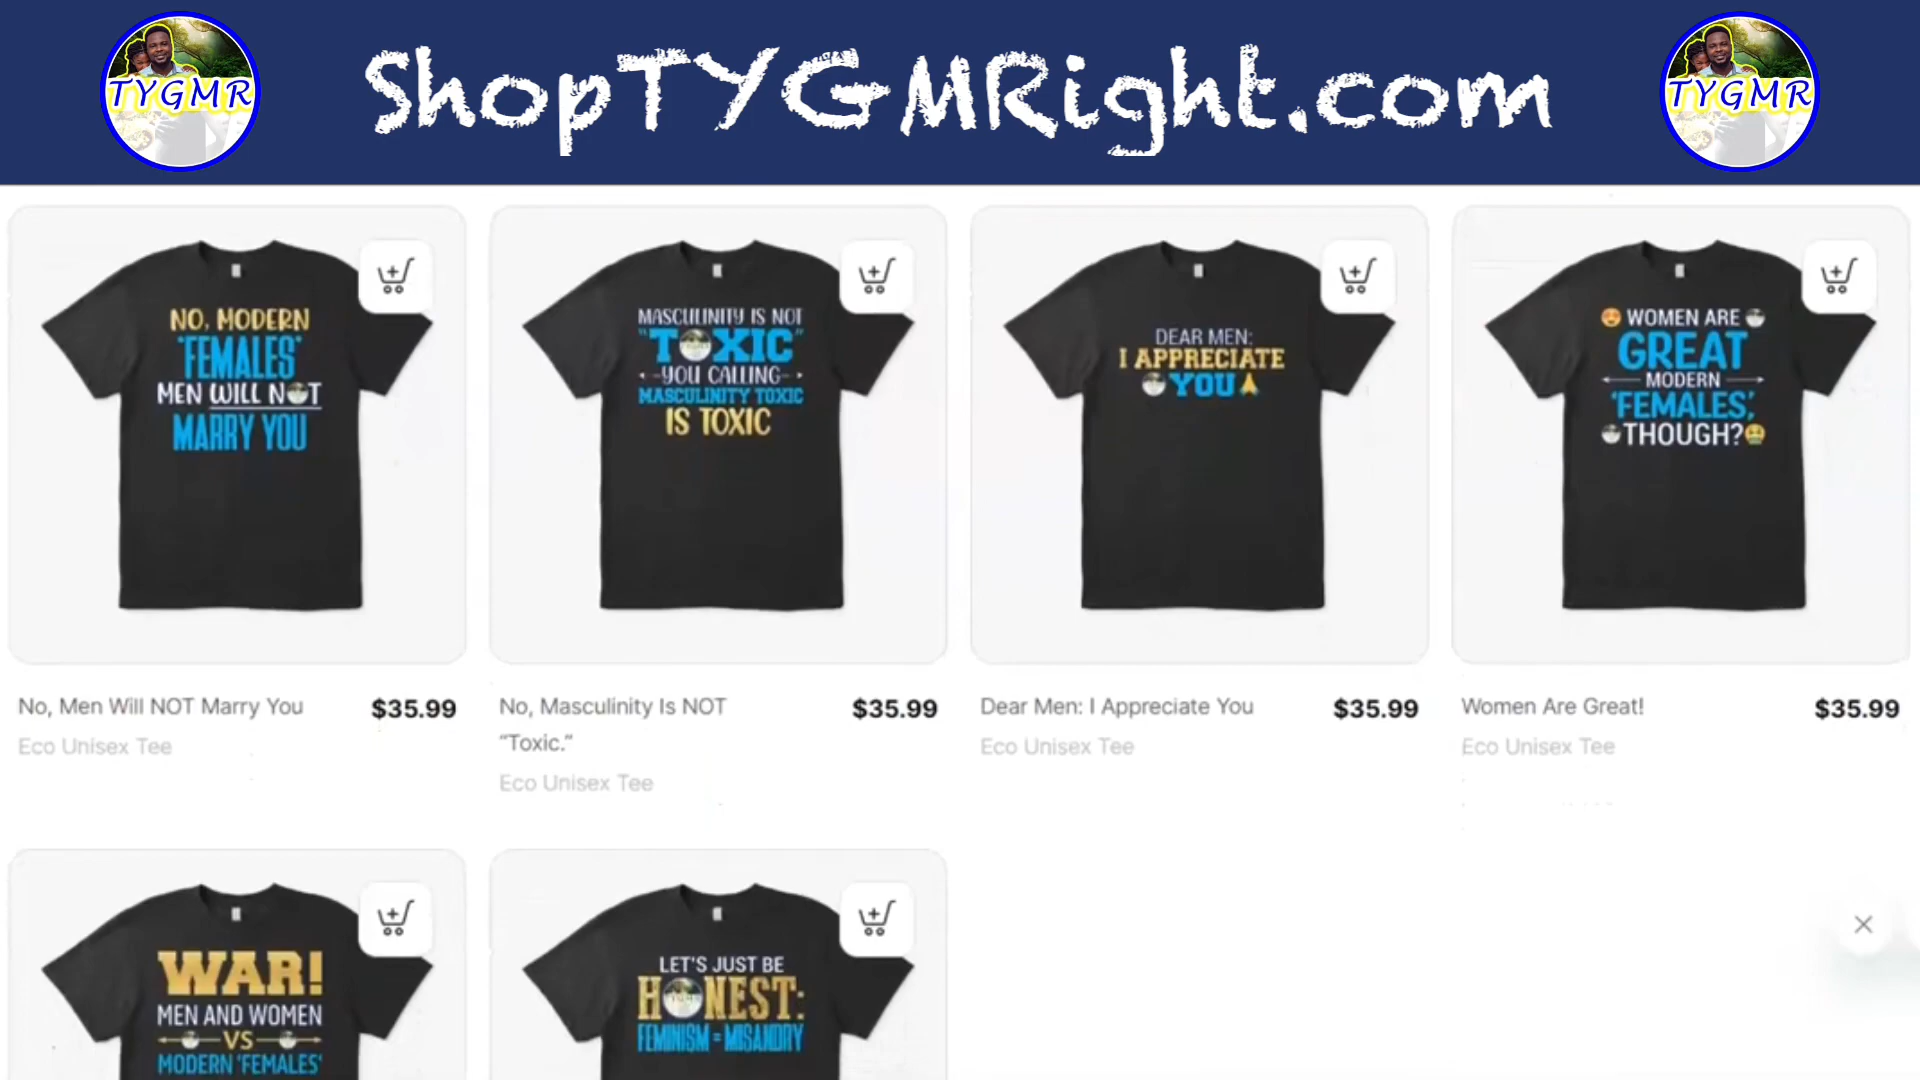 TYGMR
ShopTYGMRight.com
TYGMR
NO, MODERN
'FEMALES'
MEN WILL NOT
MARRY YOU
MASCULINITY IS NOT
"TOXIC"
YOU CALLING
MASCULINITY TOXIC
IS TOXIC
DEAR MEN:
I APPRECIATE
YOU
WOMEN ARE
GREAT
MODERN
'FEMALES,'
THOUGH?
No, Men Will NOT Marry You
$35.99
Eco Unisex Tee
No, Masculinity Is NOT
“Toxic.”
$35.99
Eco Unisex Tee
Dear Men: I Appreciate You
$35.99
Eco Unisex Tee
Women Are Great!
$35.99
Eco Unisex Tee
WAR!
MEN AND WOMEN
VS
MODERN 'FEMALES'
LET'S JUST BE
HONEST:
FEMINISM = MISANDRY